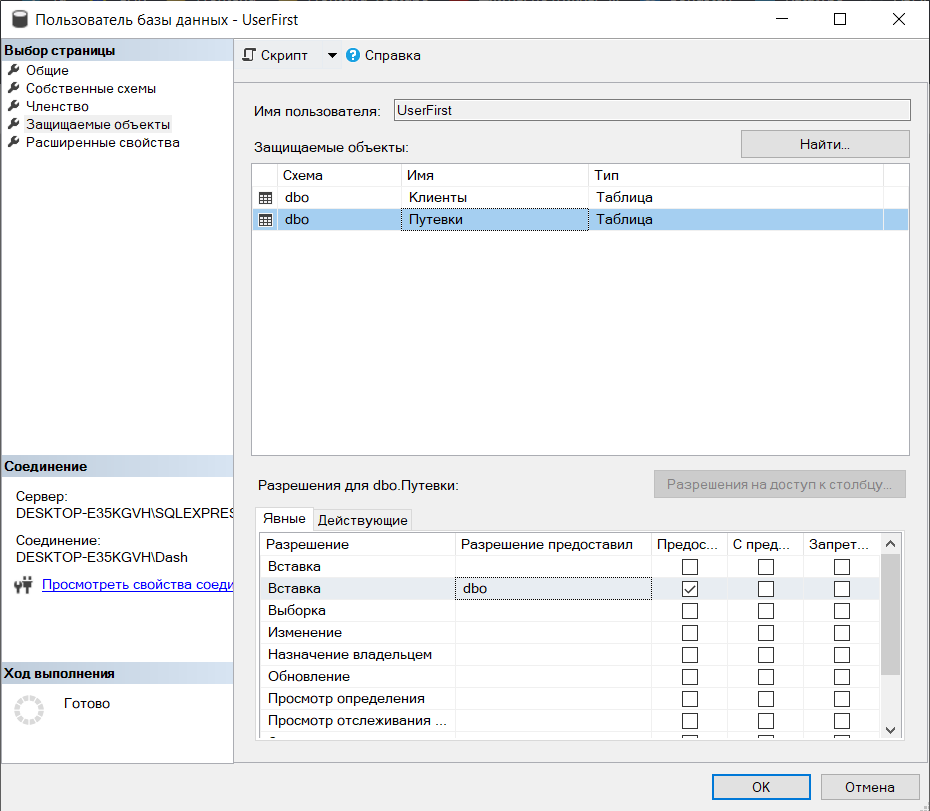 Пользователь базы данных - UserFirst
Выбор страницы
Общие
Собственные схемы
Членство
Защищаемые объекты
Расширенные свойства
Скрипт
Справка
Имя пользователя: UserFirst
Защищаемые объекты:
Найти...
Схема Имя Тип
dbo Клиенты Таблица
dbo Путевки Таблица
Соединение
Сервер:
DESKTOP-E35KGVH\SQLEXPRES
Соединение:
DESKTOP-E35KGVH\Dash
Просмотреть свойства соеди
Ход выполнения
Готово
Разрешения для dbo.Путевки:
Разрешения на доступ к столбцу...
Явные Действующие
Разрешение Разрешение предоставил Предос... С пред... Запрет...
Вставка
Вставка dbo
Выборка
Изменение
Назначение владельцем
Обновление
Просмотр определения
Просмотр отслеживания ...
OK Отмена